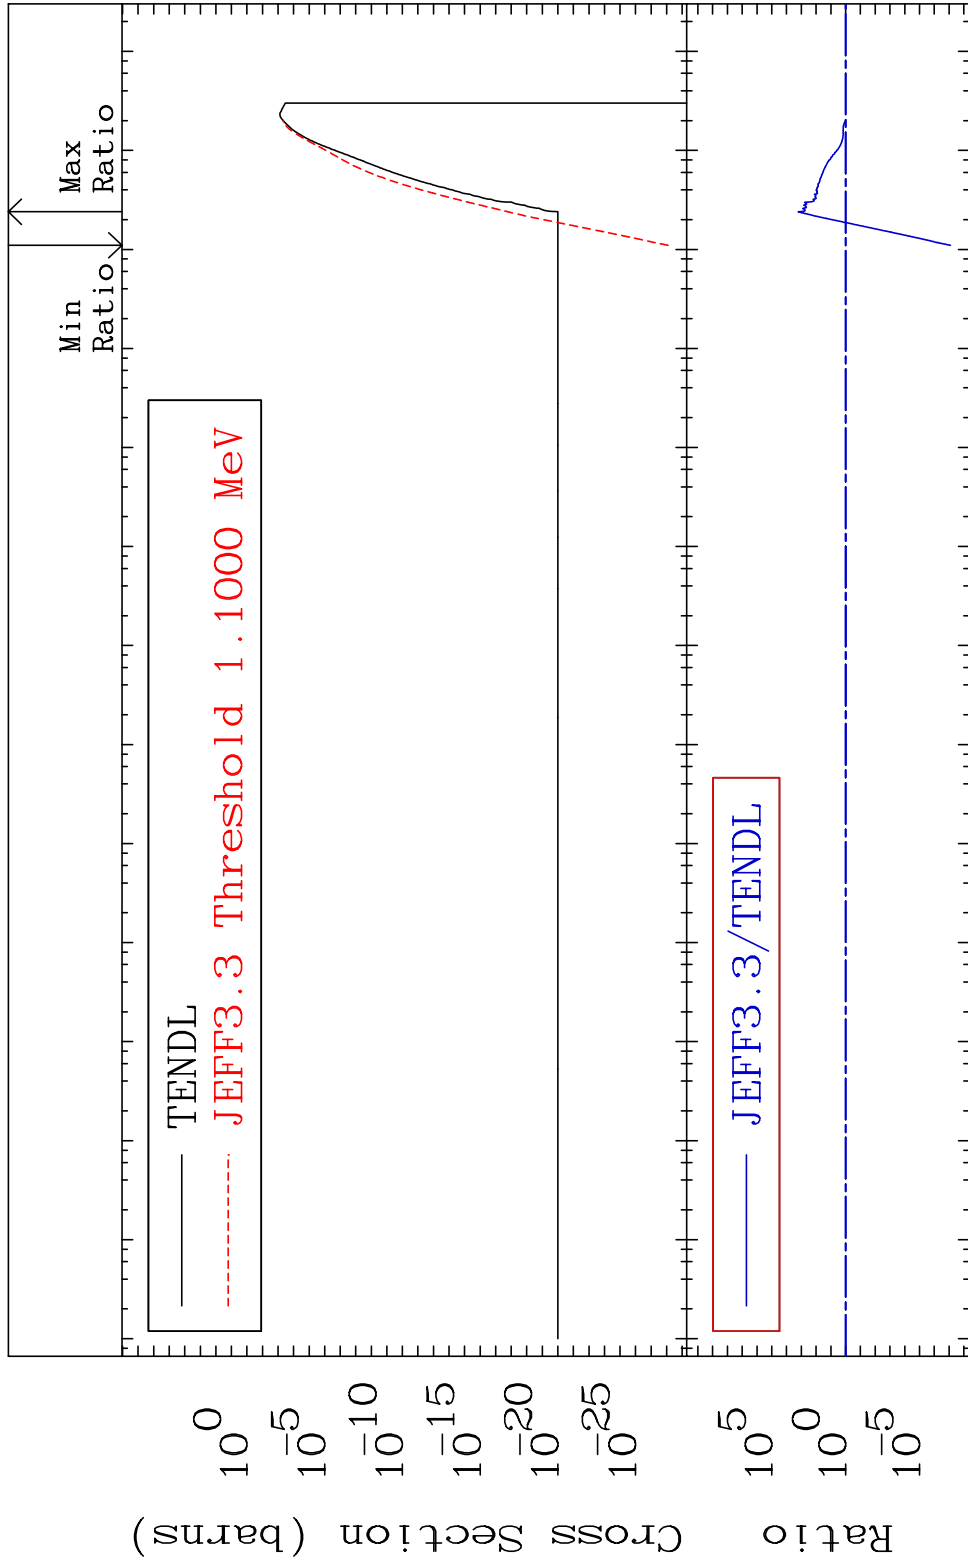 Min
Ratio
Max
Ratio
TENDL
JEFF3.3 Threshold 1.1000 MeV
10^0
10^-5
10^-10
10^-15
10^-20
10^-25
Cross Section (barns)
JEFF3.3/TENDL
10^5
10^0
10^-5
Ratio